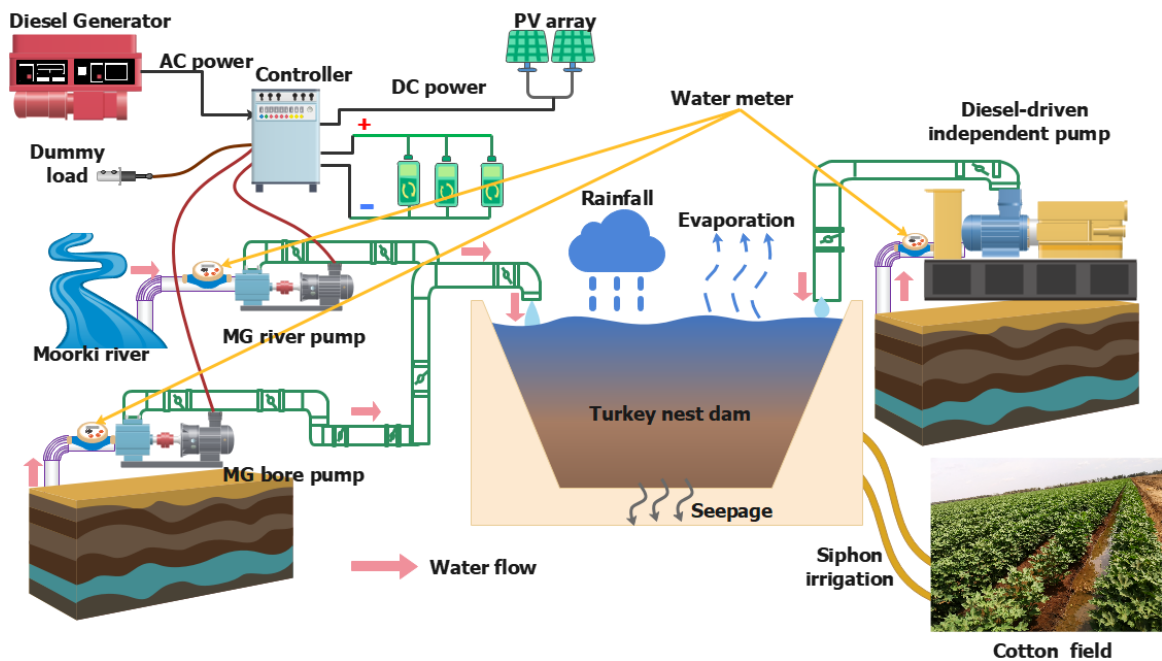 Diesel Generator
PV array
AC power
Controller
DC power
Water meter
Diesel-driven
independent pump
+
Dummy
load
–
Rainfall
Evaporation
Moorki river
MG river pump
Turkey nest dam
MG bore pump
Seepage
Water flow
Siphon
irrigation
Cotton field